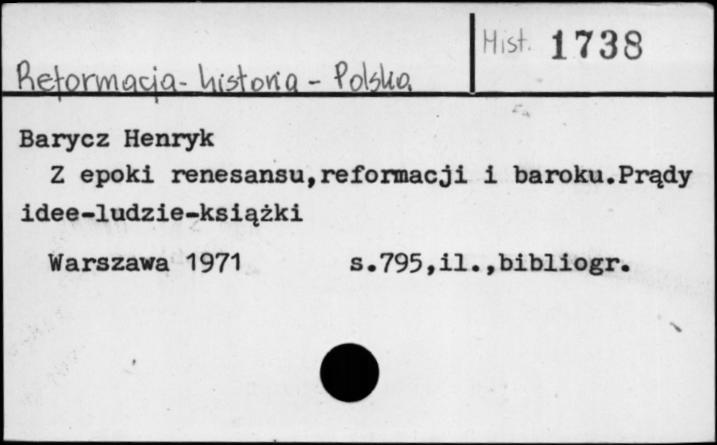 Hist. 1738
Reformacja - historia - Polska
Barycz Henryk
Z epoki renesansu,reformacji i baroku.Prądy
idee-ludzie-książki
Warszawa 1971 s.795,il.,bibliogr.